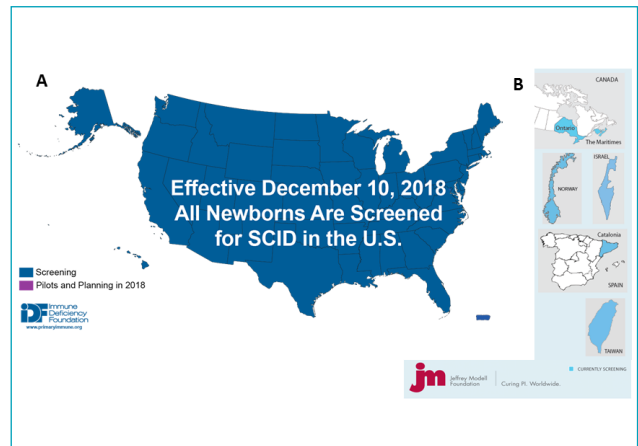 A
B
CANADA
Ontario
The Maritimes
ISRAEL
NORWAY
Effective December 10, 2018
All Newborns Are Screened
for SCID in the U.S.
Catalonia
SPAIN
Screening
Pilots and Planning in 2018
IDF Immune
Deficiency
Foundation
www.primaryimmune.org
TAIWAN
jm
Jeffrey Modell
Foundation
Curing PI. Worldwide.
CURRENTLY SCREENING